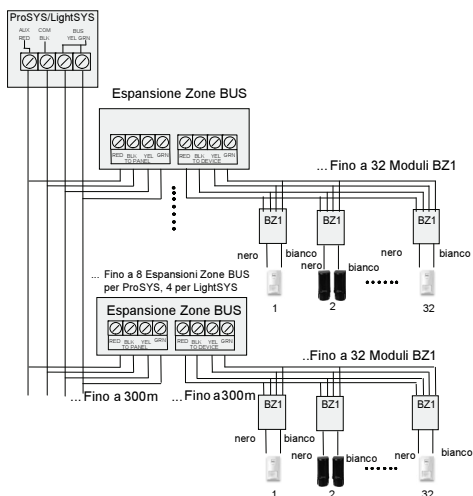 ProSYS/LightSYS
AUX COM BUS
RED BLK YEL GRN
Espansione Zone BUS
RED BLK YEL GRN RED BLK YEL GRN
TO PANEL TO DEVICE
... Fino a 32 Moduli BZ1
BZ1 BZ1 BZ1
nero bianco nero bianco nero bianco
1 2 32
... Fino a 8 Espansioni Zone BUS
per ProSYS, 4 per LightSYS
Espansione Zone BUS
RED BLK YEL GRN RED BLK YEL GRN
TO PANEL TO DEVICE
..Fino a 32 Moduli BZ1
...Fino a 300m ...Fino a 300m
BZ1 BZ1 BZ1
nero bianco nero bianco nero bianco
1 2 32